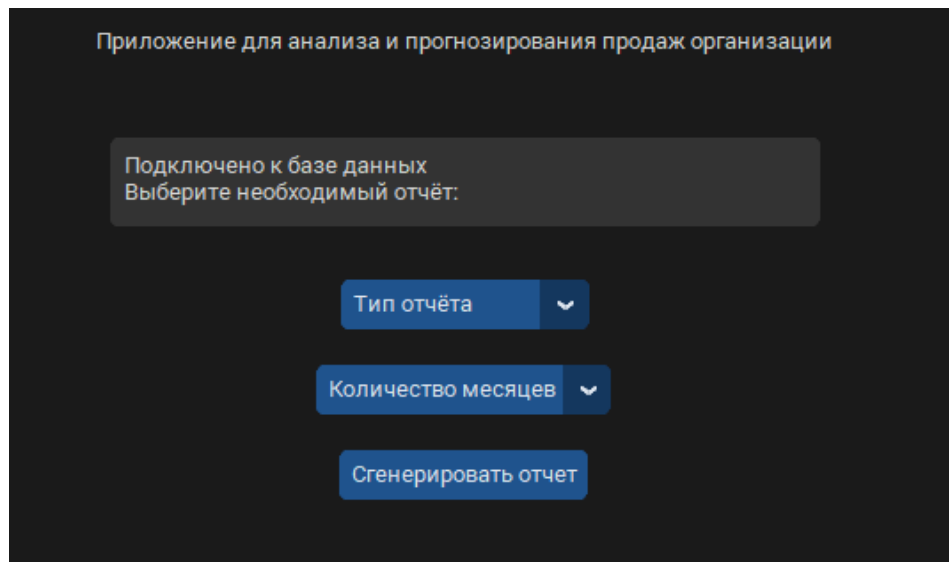 Приложение для анализа и прогнозирования продаж организации
Подключено к базе данных
Выберите необходимый отчёт:
Тип отчёта
Количество месяцев
Сгенерировать отчет